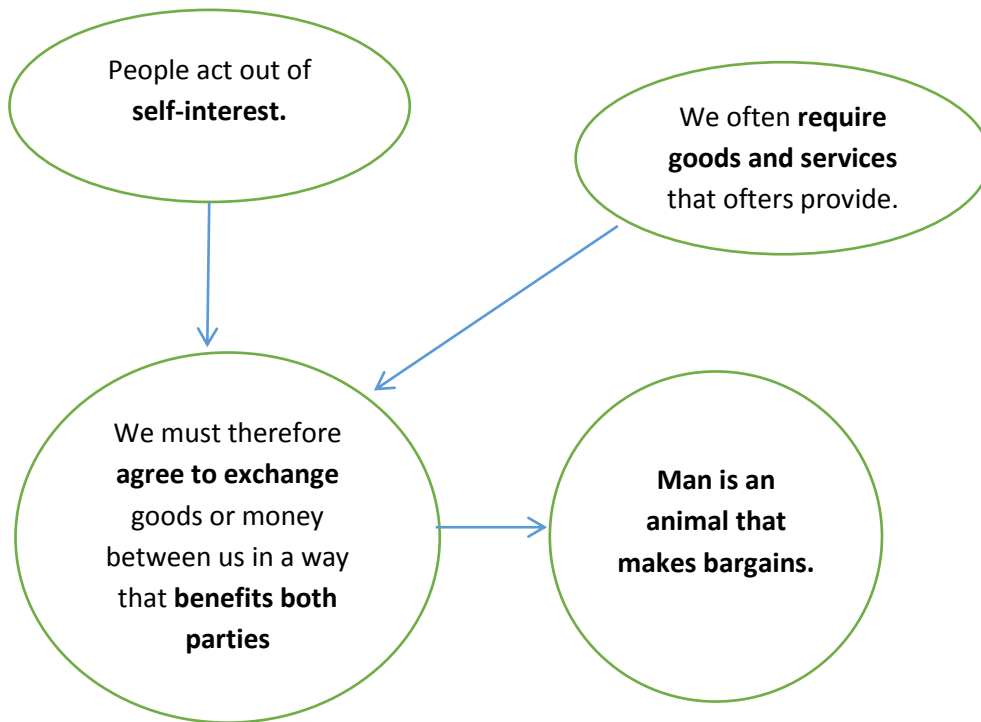 People act out of
self-interest.
We often require
goods and services
that ofters provide.
We must therefore
agree to exchange
goods or money
between us in a way
that benefits both
parties
Man is an
animal that
makes bargains.